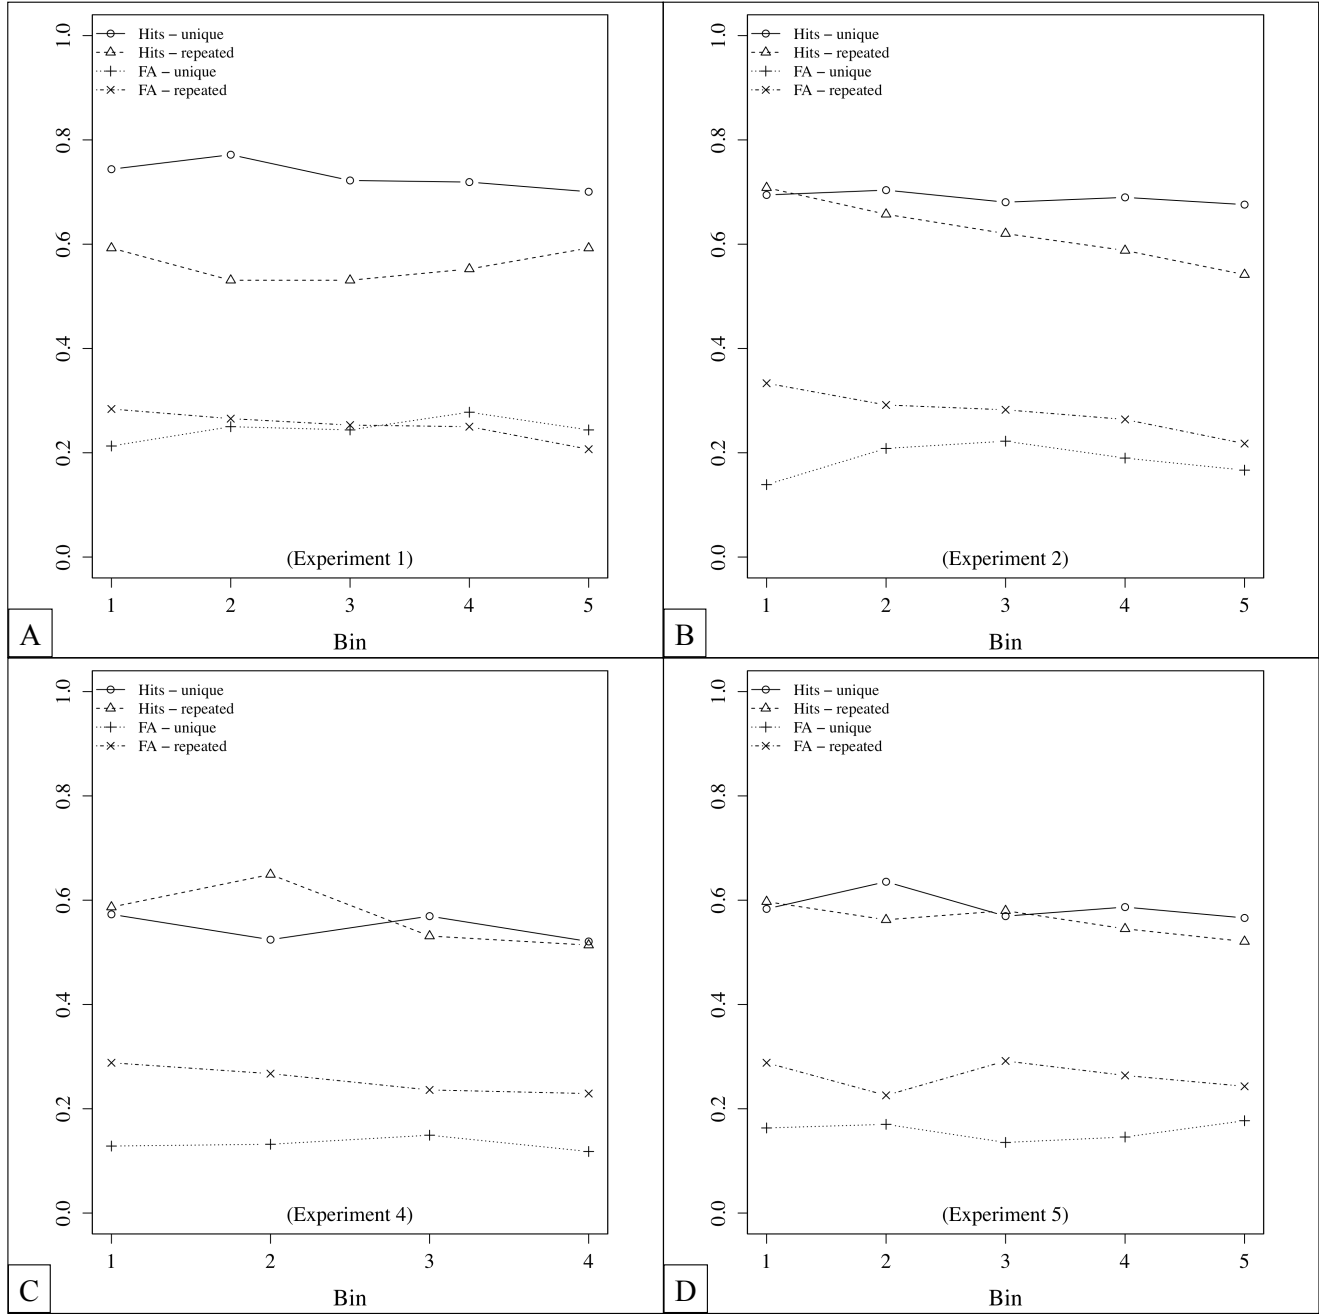 Hits − unique
Hits − repeated
FA − unique
FA − repeated
1.0
0.8
0.6
0.4
0.2
0.0
(Experiment 1)
1 2 3 4 5
Bin
A
Hits − unique
Hits − repeated
FA − unique
FA − repeated
1.0
0.8
0.6
0.4
0.2
0.0
(Experiment 2)
1 2 3 4 5
Bin
B
Hits − unique
Hits − repeated
FA − unique
FA − repeated
1.0
0.8
0.6
0.4
0.2
0.0
(Experiment 4)
1 2 3 4
Bin
C
Hits − unique
Hits − repeated
FA − unique
FA − repeated
1.0
0.8
0.6
0.4
0.2
0.0
(Experiment 5)
1 2 3 4 5
Bin
D